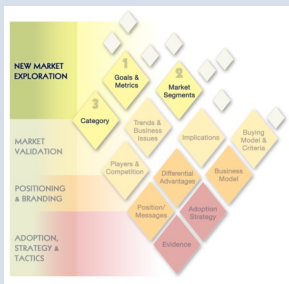 NEW MARKET
EXPLORATION
1
Goals &
Metrics
2
Market
Segments
3
Category
MARKET
VALIDATION
Trends &
Business
Issues
Implications
Buying
Model &
Criteria
Players &
Competition
Differential
Advantages
Business
Model
POSITIONING
& BRANDING
Position/
Messages
Adoption
Strategy
ADOPTION,
STRATEGY &
TACTICS
Evidence